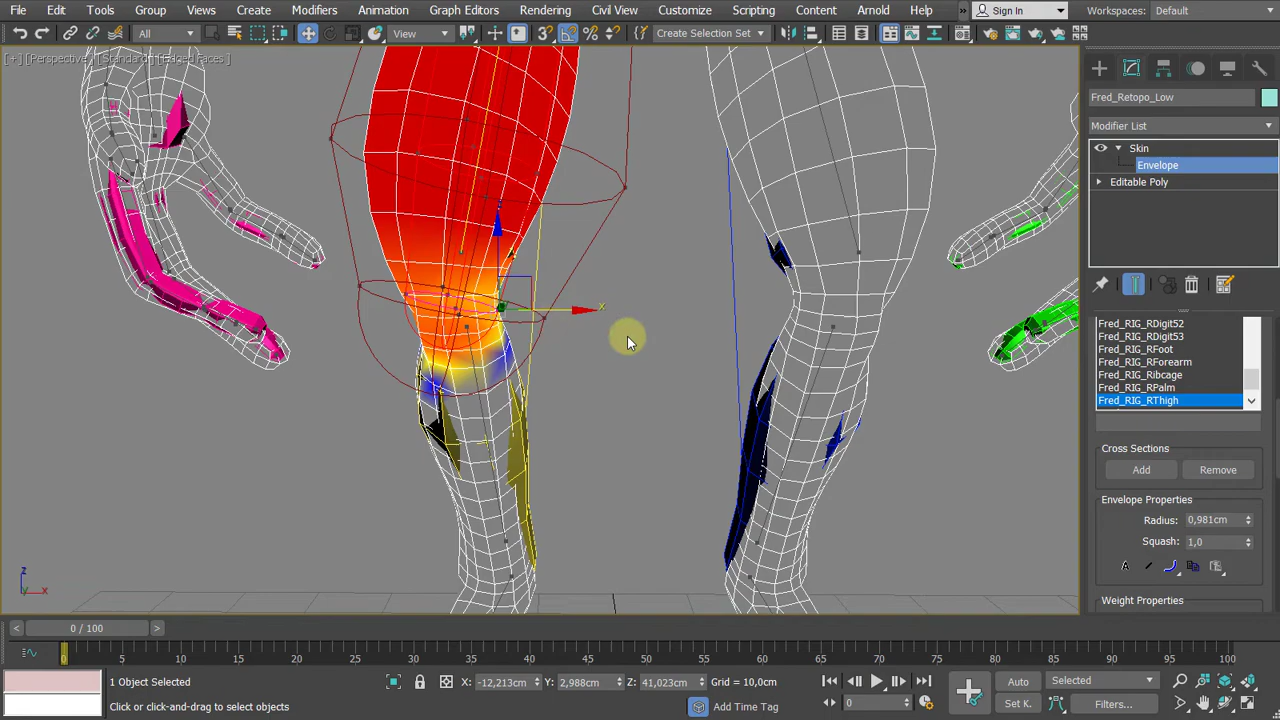 File Edit Tools Group Views Create Modifiers Animation Graph Editors Rendering Civil View Customize Scripting Content Arnold Help » Sign In Workspaces: Default
All View Create Selection Set
[+] [Perspective] [Standard] [Edged Faces]
Fred_Retopo_Low
Modifier List
Skin
Envelope
Editable Poly
Fred_RIG_RDigit52
Fred_RIG_RDigit53
Fred_RIG_RFoot
Fred_RIG_RForearm
Fred_RIG_Ribcage
Fred_RIG_RPalm
Fred_RIG_RThigh
Cross Sections
Add Remove
Envelope Properties
Radius: 0,981cm
Squash: 1,0
A
Weight Properties
x
z
y x
< 0 / 100 >
0 5 10 15 20 25 30 35 40 45 50 55 60 65 70 75 80 85 90 95 100
1 Object Selected X: -12,213cm Y: 2,988cm Z: 41,023cm Grid = 10,0cm Auto Selected
Click or click-and-drag to select objects Add Time Tag 0 Set K. Filters...